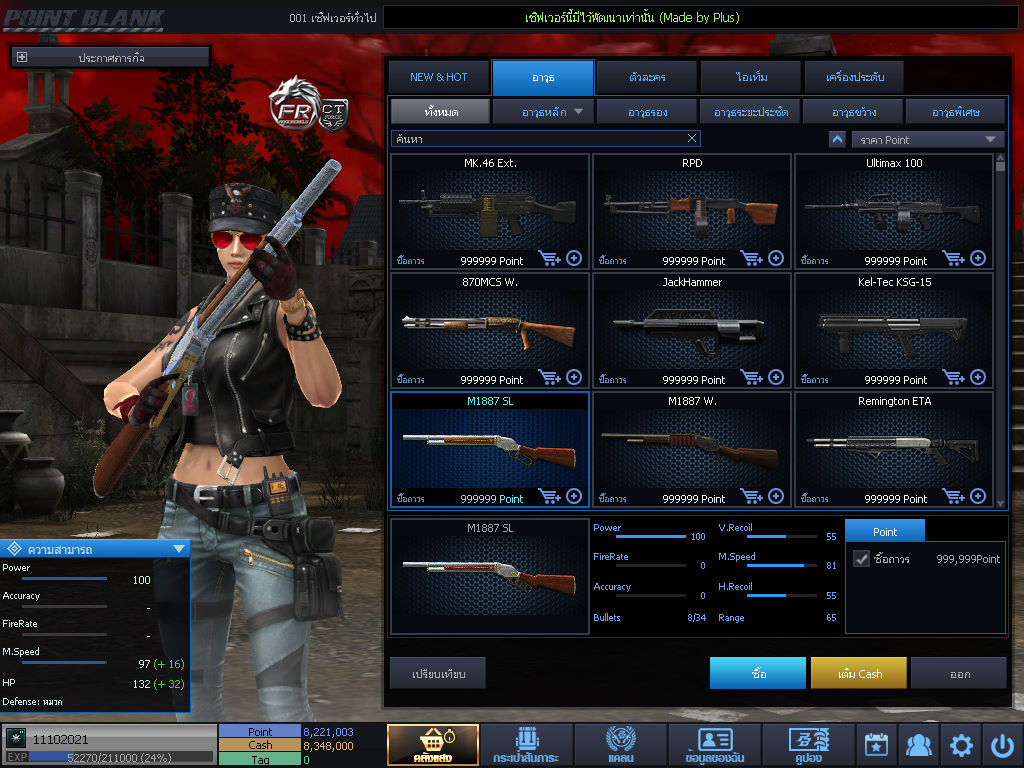 POINT BLANK
001 เซิฟเวอร์ทั่วไป
เซิฟเวอร์นี้มีไว้พัฒนาเท่านั้น (Made by Plus)
ประกาศภารกิจ
FR
CT
FORCE
NEW & HOT
อาวุธ
ตัวละคร
ไอเท็ม
เครื่องประดับ
ทั้งหมด
อาวุธหลัก
อาวุธรอง
อาวุธระยะประชิด
อาวุธขว้าง
อาวุธพิเศษ
ค้นหา
ราคา Point
MK.46 Ext.
RPD
Ultimax 100
ซื้อถาวร 999999 Point
ซื้อถาวร 999999 Point
ซื้อถาวร 999999 Point
870MCS W.
JackHammer
Kel-Tec KSG-15
ซื้อถาวร 999999 Point
ซื้อถาวร 999999 Point
ซื้อถาวร 999999 Point
M1887 SL
M1887 W.
Remington ETA
ซื้อถาวร 999999 Point
ซื้อถาวร 999999 Point
ซื้อถาวร 999999 Point
M1887 SL
Power 100
V.Recoil 55
FireRate 0
M.Speed 81
Accuracy 0
H.Recoil 55
Bullets 8/34
Range 65
Point
ซื้อถาวร 999,999Point
ความสามารถ
Power
100
Accuracy
-
FireRate
-
M.Speed
97 (+ 16)
HP
132 (+ 32)
Defense: หมวก
เปรียบเทียบ
ซื้อ
เติม Cash
ออก
11102021
EXP 52270/211000 (24%)
Point 8,221,003
Cash 8,348,000
Tag 0
คลังแสง
กระเป๋าสัมภาระ
แคลน
ข้อมูลของฉัน
คูปอง